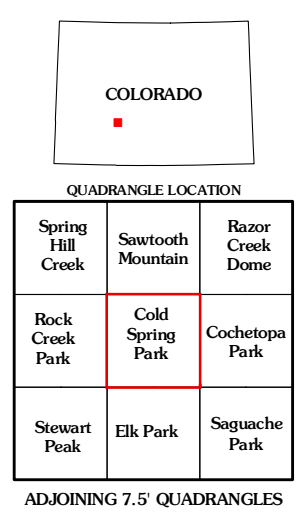 COLORADO
QUADRANGLE LOCATION
Spring
Hill
Creek
Sawtooth
Mountain
Razor
Creek
Dome
Rock
Creek
Park
Cold
Spring
Park
Cochetopa
Park
Stewart
Peak
Elk Park
Saguache
Park
ADJOINING 7.5' QUADRANGLES